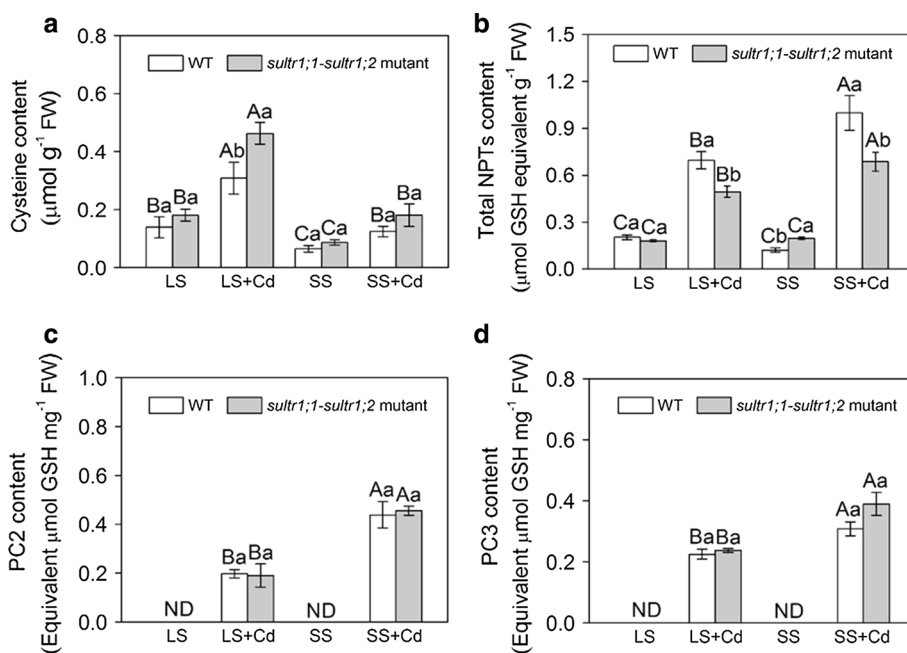 a
Cysteine content
(μmol g⁻¹ FW)
0.8
0.6
0.4
0.2
0.0
WT
sultr1;1-sultr1;2 mutant
Ba Ba
Ab Aa
Ca Ca
Ba Ba
LS LS+Cd SS SS+Cd
b
Total NPTs content
(μmol GSH equivalent g⁻¹ FW)
1.5
1.2
0.9
0.6
0.3
0.0
WT
sultr1;1-sultr1;2 mutant
Ca Ca
Ba Bb
Cb Ca
Aa Ab
LS LS+Cd SS SS+Cd
c
PC2 content
(Equivalent μmol GSH mg⁻¹ FW)
1.0
0.8
0.6
0.4
0.2
0.0
WT
sultr1;1-sultr1;2 mutant
ND
Ba Ba
ND
Aa Aa
LS LS+Cd SS SS+Cd
d
PC3 content
(Equivalent μmol GSH mg⁻¹ FW)
0.8
0.6
0.4
0.2
0.0
WT
sultr1;1-sultr1;2 mutant
ND
Ba Ba
ND
Aa Aa
LS LS+Cd SS SS+Cd